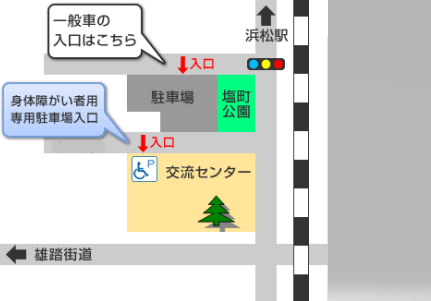 一般車の
入口はこちら
浜松駅
入口
駐車場
塩町
公園
身体障がい者用
専用駐車場入口
入口
P
交流センター
雄踏街道